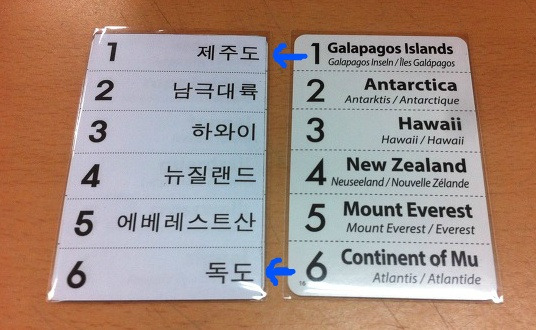 1 제주도
2 남극대륙
3 하와이
4 뉴질랜드
5 에베레스트산
6 독도
1 Galapagos Islands
Galapagos Inseln / Îles Galápagos
2 Antarctica
Antarktis / Antarctique
3 Hawaii
Hawaii / Hawaii
4 New Zealand
Neuseeland / Nouvelle Zélande
5 Mount Everest
Mount Everest / Everest
6 Continent of Mu
Atlantis / Atlantide
16